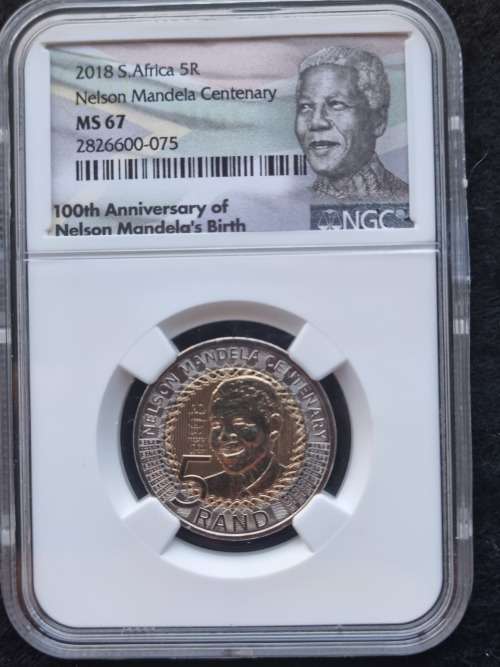 2018 S.Africa 5R
Nelson Mandela Centenary
MS 67
2826600-075
100th Anniversary of
Nelson Mandela's Birth
NGC
NELSON MANDELA CENTENARY
5
RAND